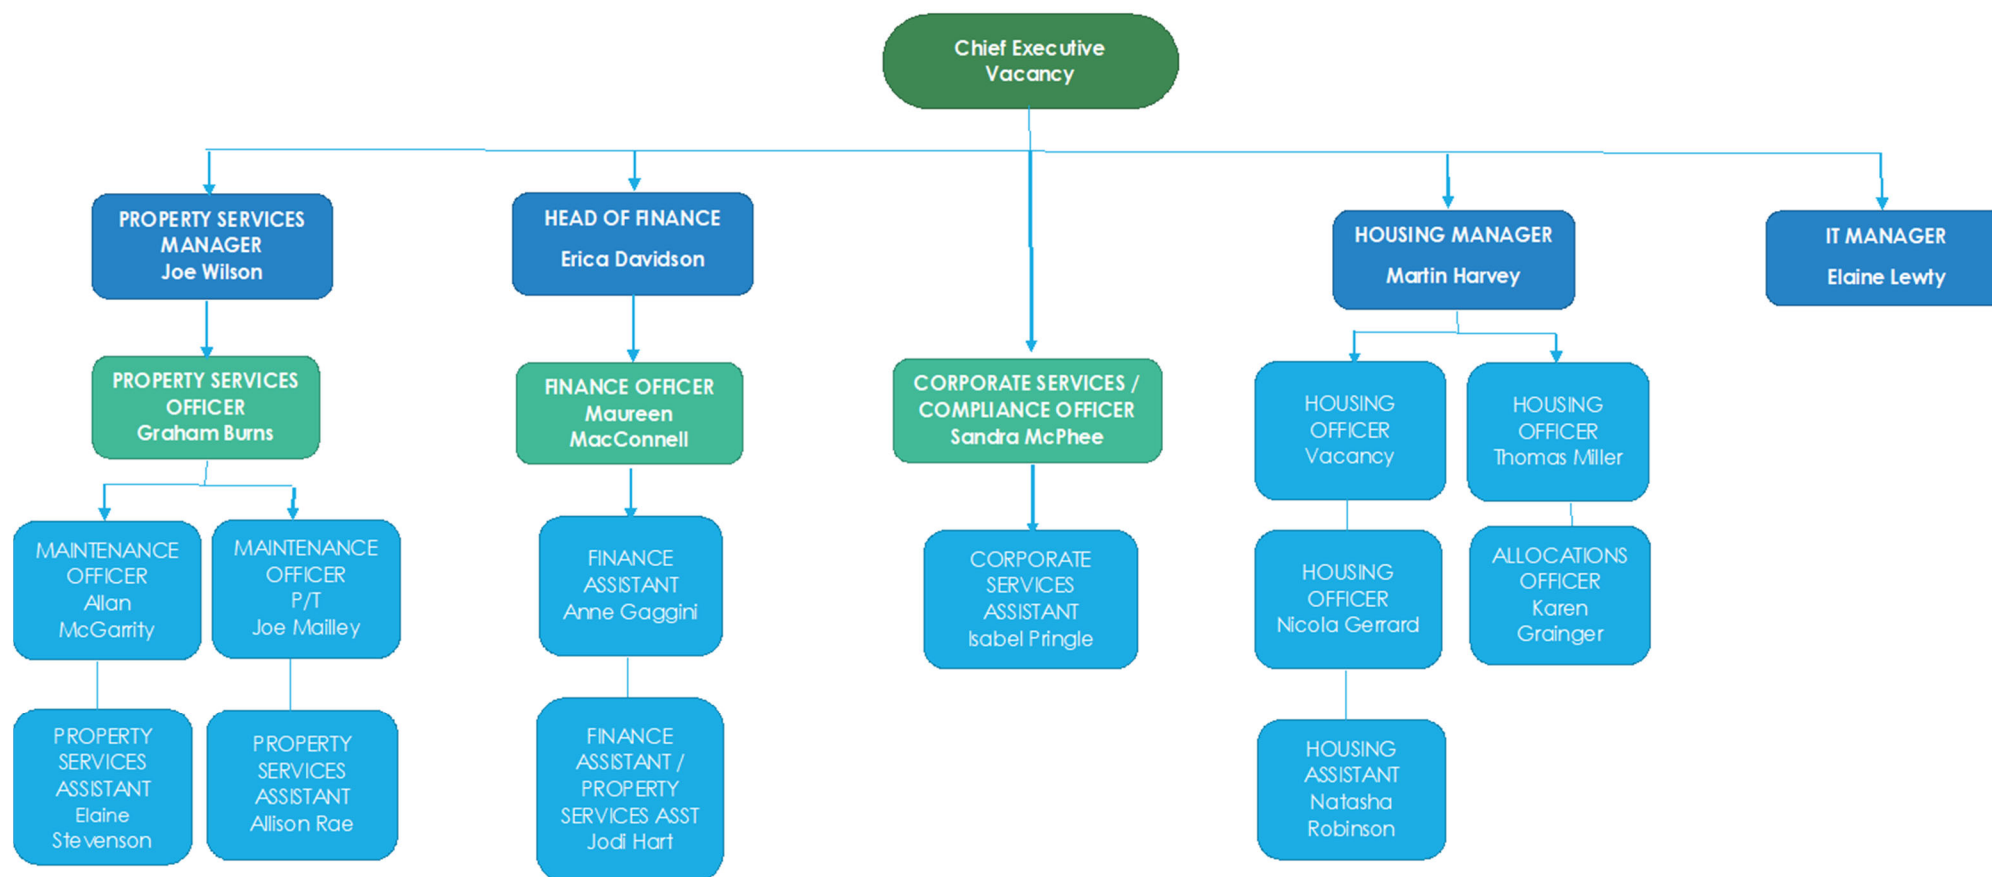 Chief Executive
Vacancy
PROPERTY SERVICES
MANAGER
Joe Wilson
HEAD OF FINANCE
Erica Davidson
HOUSING MANAGER
Martin Harvey
IT MANAGER
Elaine Lewty
PROPERTY SERVICES
OFFICER
Graham Burns
FINANCE OFFICER
Maureen
MacConnell
CORPORATE SERVICES /
COMPLIANCE OFFICER
Sandra McPhee
HOUSING
OFFICER
Vacancy
HOUSING
OFFICER
Thomas Miller
MAINTENANCE
OFFICER
Allan
McGarrity
MAINTENANCE
OFFICER
P/T
Joe Mailley
FINANCE
ASSISTANT
Anne Gaggini
CORPORATE
SERVICES
ASSISTANT
Isabel Pringle
HOUSING
OFFICER
Nicola Gerrard
ALLOCATIONS
OFFICER
Karen
Grainger
PROPERTY
SERVICES
ASSISTANT
Elaine
Stevenson
PROPERTY
SERVICES
ASSISTANT
Allison Rae
FINANCE
ASSISTANT /
PROPERTY
SERVICES ASST
Jodi Hart
HOUSING
ASSISTANT
Natasha
Robinson